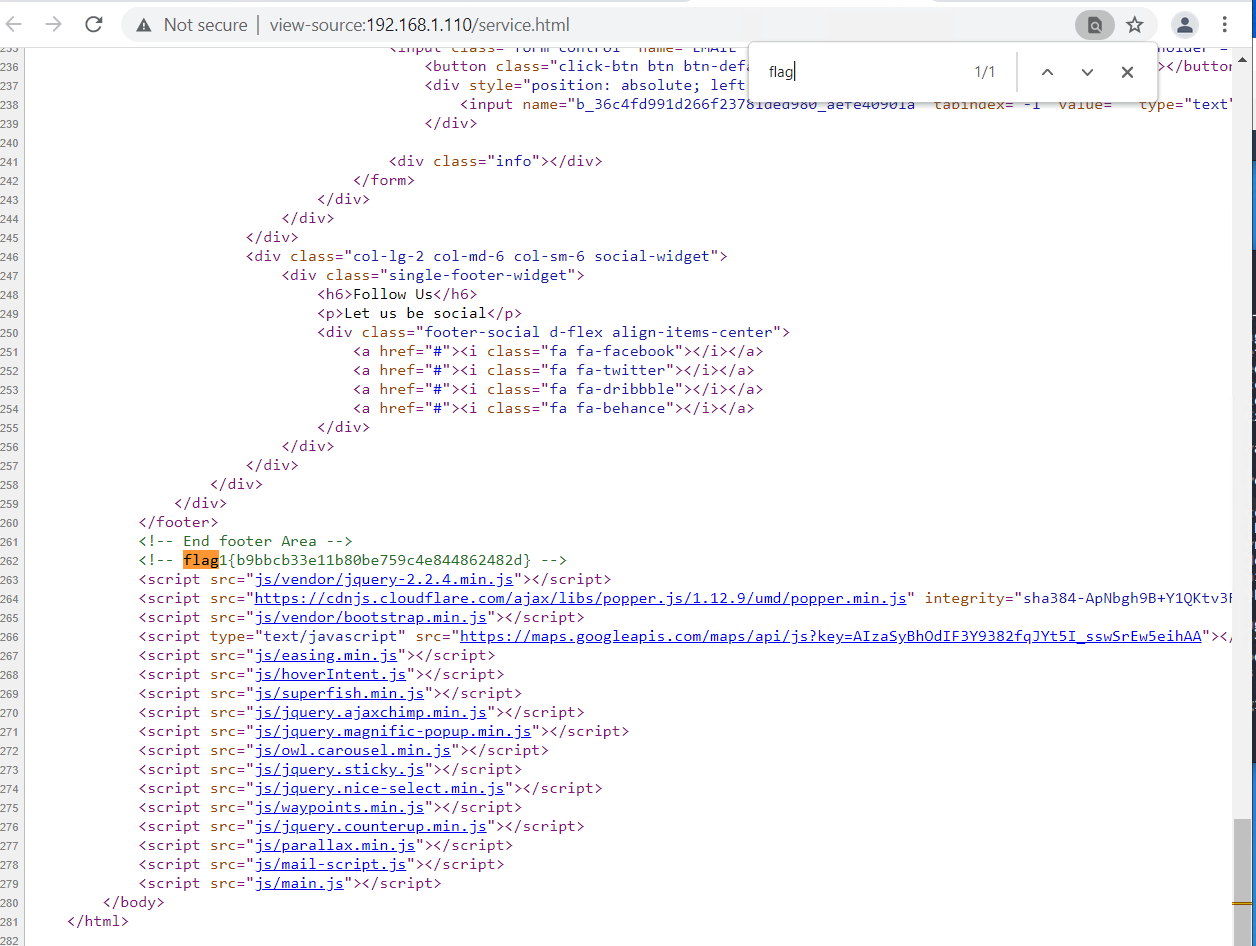 Not secure | view-source:192.168.1.110/service.html
flag 1/1
235 <input class="form-control" name="EMAIL
236 <button class="click-btn btn btn-defa ></button
237 <div style="position: absolute; left
238 <input name="b_36c4fd991d266f23781ded980_aefe40901a" tabindex="-1" value="" type="text"
239 </div>
240
241 <div class="info"></div>
242 </form>
243 </div>
244 </div>
245 </div>
246 <div class="col-lg-2 col-md-6 col-sm-6 social-widget">
247 <div class="single-footer-widget">
248 <h6>Follow Us</h6>
249 <p>Let us be social</p>
250 <div class="footer-social d-flex align-items-center">
251 <a href="#"><i class="fa fa-facebook"></i></a>
252 <a href="#"><i class="fa fa-twitter"></i></a>
253 <a href="#"><i class="fa fa-dribbble"></i></a>
254 <a href="#"><i class="fa fa-behance"></i></a>
255 </div>
256 </div>
257 </div>
258 </div>
259 </div>
260 </footer>
261 <!-- End footer Area -->
262 <!-- flag1{b9bbcb33e11b80be759c4e844862482d} -->
263 <script src="js/vendor/jquery-2.2.4.min.js"></script>
264 <script src="https://cdnjs.cloudflare.com/ajax/libs/popper.js/1.12.9/umd/popper.min.js" integrity="sha384-ApNbgh9B+Y1QKtv3
265 <script src="js/vendor/bootstrap.min.js"></script>
266 <script type="text/javascript" src="https://maps.googleapis.com/maps/api/js?key=AIzaSyBhOdIF3Y9382fqJYt5I_sswSrEw5eihAA"></
267 <script src="js/easing.min.js"></script>
268 <script src="js/hoverIntent.js"></script>
269 <script src="js/superfish.min.js"></script>
270 <script src="js/jquery.ajaxchimp.min.js"></script>
271 <script src="js/jquery.magnific-popup.min.js"></script>
272 <script src="js/owl.carousel.min.js"></script>
273 <script src="js/jquery.sticky.js"></script>
274 <script src="js/jquery.nice-select.min.js"></script>
275 <script src="js/waypoints.min.js"></script>
276 <script src="js/jquery.counterup.min.js"></script>
277 <script src="js/parallax.min.js"></script>
278 <script src="js/mail-script.js"></script>
279 <script src="js/main.js"></script>
280 </body>
281 </html>
282